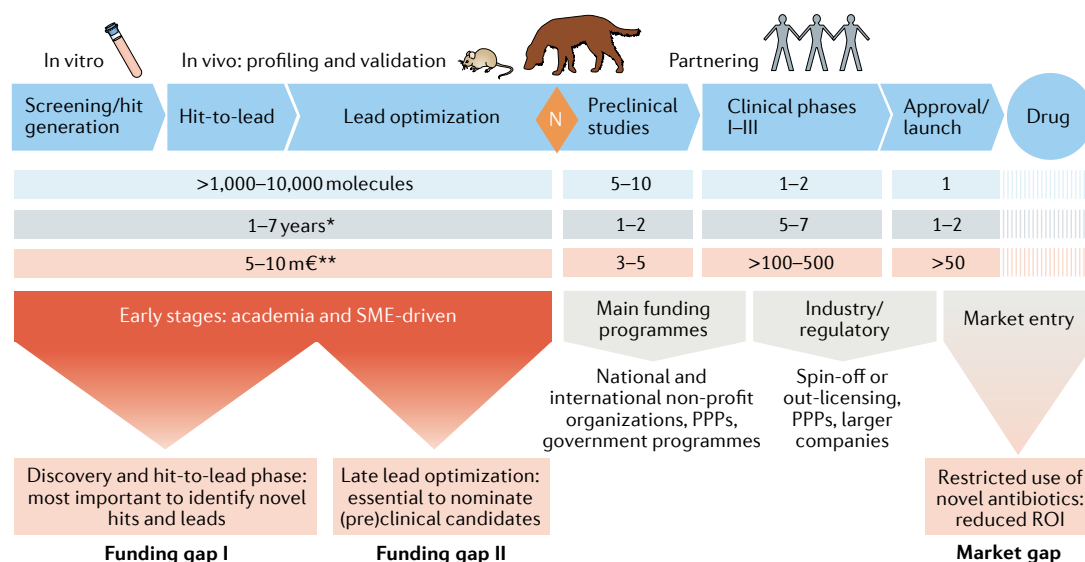 In vitro
In vivo: profiling and validation
Partnering
Screening/hit
generation
Hit-to-lead
Lead optimization
N
Preclinical
studies
Clinical phases
I–III
Approval/
launch
Drug
>1,000–10,000 molecules
5–10
1–2
1
1–7 years*
1–2
5–7
1–2
5–10 m€**
3–5
>100–500
>50
Early stages: academia and SME-driven
Main funding
programmes
Industry/
regulatory
Market entry
National and
international non-profit
organizations, PPPs,
government programmes
Spin-off or
out-licensing,
PPPs, larger
companies
Discovery and hit-to-lead phase:
most important to identify novel
hits and leads
Funding gap I
Late lead optimization:
essential to nominate
(pre)clinical candidates
Funding gap II
Restricted use of
novel antibiotics:
reduced ROI
Market gap